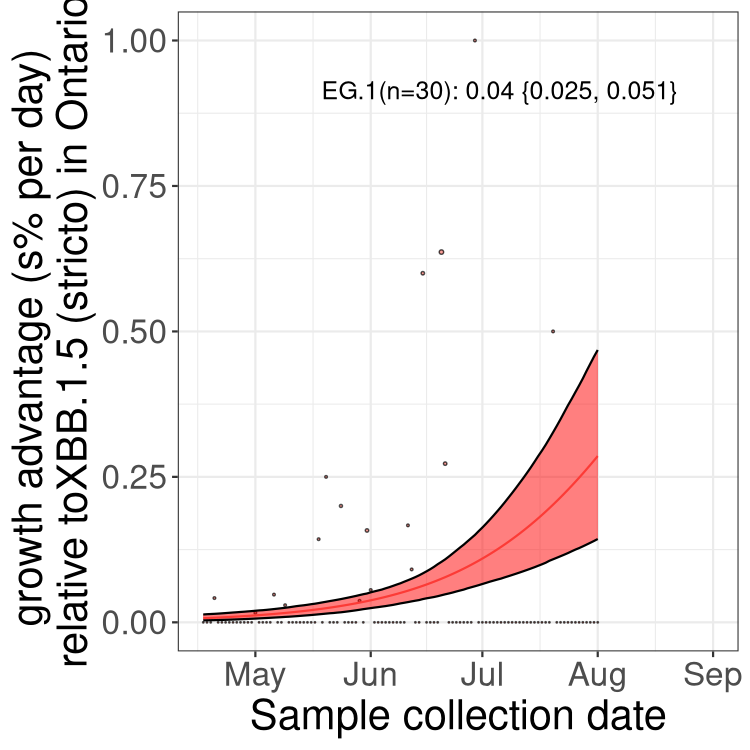 growth advantage (s% per day)
relative toXBB.1.5 (stricto) in Ontario
1.00
0.75
0.50
0.25
0.00
EG.1(n=30): 0.04 {0.025, 0.051}
May Jun Jul Aug Sep
Sample collection date